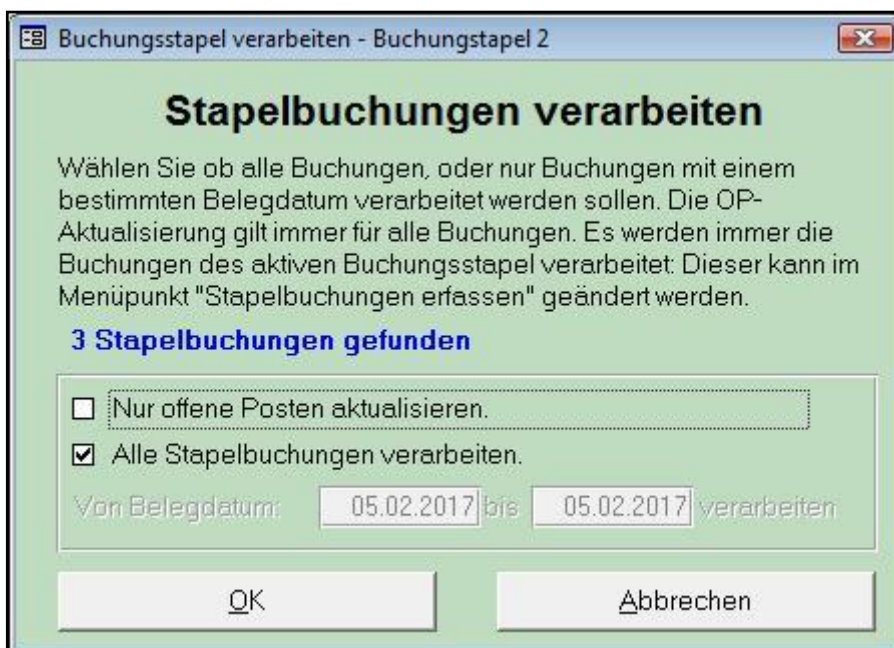 Buchungsstapel verarbeiten - Buchungstapel 2
Stapelbuchungen verarbeiten
Wählen Sie ob alle Buchungen, oder nur Buchungen mit einem
bestimmten Belegdatum verarbeitet werden sollen. Die OP-
Aktualisierung gilt immer für alle Buchungen. Es werden immer die
Buchungen des aktiven Buchungsstapel verarbeitet: Dieser kann im
Menüpunkt "Stapelbuchungen erfassen" geändert werden.
3 Stapelbuchungen gefunden
Nur offene Posten aktualisieren.
Alle Stapelbuchungen verarbeiten.
Von Belegdatum: 05.02.2017 bis 05.02.2017 verarbeiten
OK Abbrechen